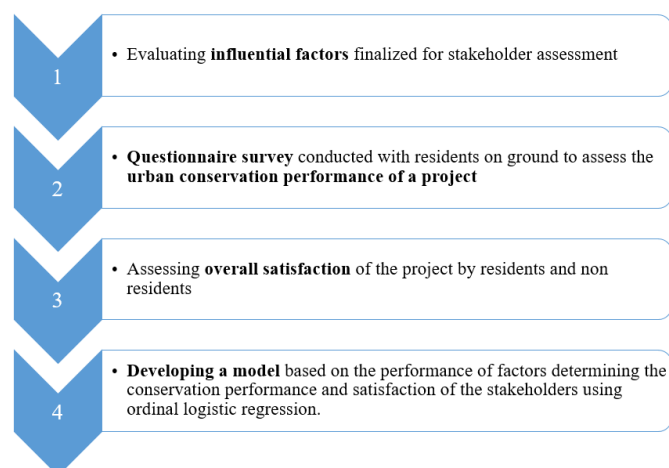 1
• Evaluating influential factors finalized for stakeholder assessment
2
• Questionnaire survey conducted with residents on ground to assess the
urban conservation performance of a project
3
• Assessing overall satisfaction of the project by residents and non
residents
4
• Developing a model based on the performance of factors determining the
conservation performance and satisfaction of the stakeholders using
ordinal logistic regression.